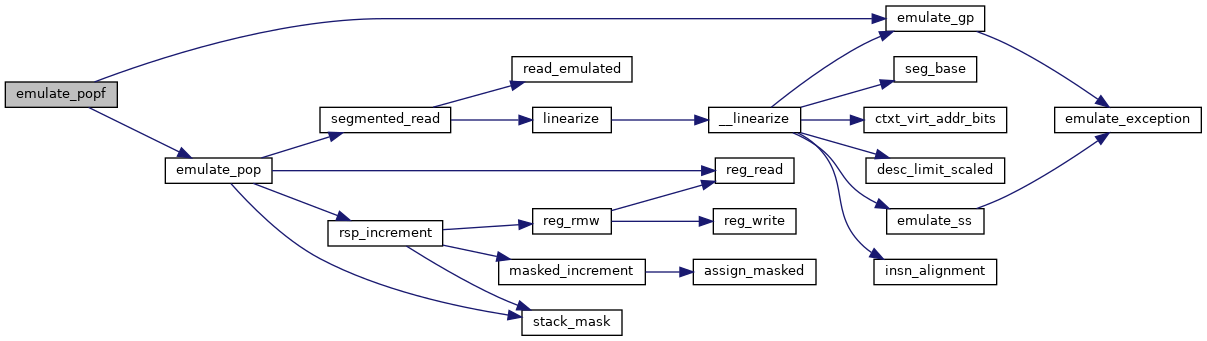 emulate_gp
read_emulated
seg_base
emulate_popf
segmented_read
linearize
__linearize
ctxt_virt_addr_bits
emulate_exception
emulate_pop
reg_read
desc_limit_scaled
rsp_increment
reg_rmw
reg_write
emulate_ss
masked_increment
assign_masked
insn_alignment
stack_mask